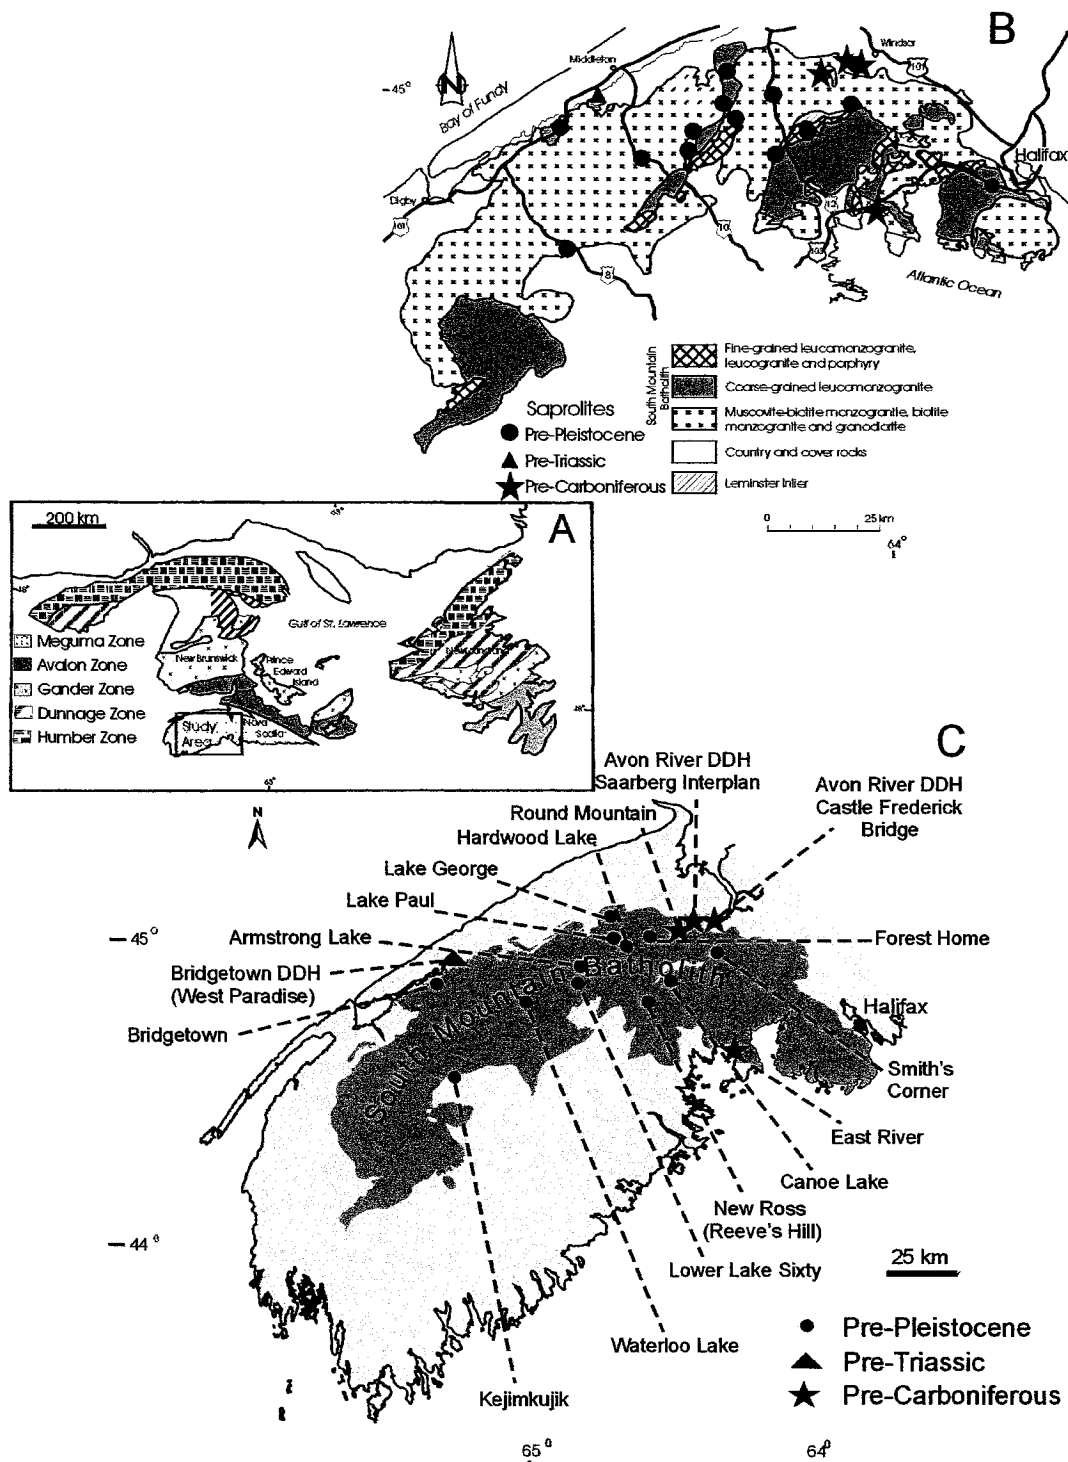 B
Windsor
Middleton
101
45°
N
Bay of Fundy
Halifax
Digby
101
12
10
103
8
Atlantic Ocean
South Mountain
Batholith
Fine-grained leucomonzogranite,
leucogranite and porphyry
Coarse-grained leucomonzogranite
Muscovite-biotite monzogranite, biotite
monzogranite and granodiorite
Country and cover rocks
Leminster Inlier
Saprolites
Pre-Pleistocene
Pre-Triassic
Pre-Carboniferous
0
25 km
64°
A
200 km
Gulf of St. Lawrence
Meguma Zone
Avalon Zone
Gander Zone
Dunnage Zone
Humber Zone
New Brunswick
Prince
Edward
Island
Newfoundland
Nova
Scotia
Study
Area
C
N
Avon River DDH
Saarberg Interplan
Avon River DDH
Castle Frederick
Bridge
Round Mountain
Hardwood Lake
Lake George
Lake Paul
45°
Armstrong Lake
Forest Home
Bridgetown DDH
(West Paradise)
South Mountain Batholith
Bridgetown
Halifax
Smith's
Corner
East River
Canoe Lake
New Ross
(Reeve's Hill)
44°
25 km
Lower Lake Sixty
Waterloo Lake
Kejimkujik
Pre-Pleistocene
Pre-Triassic
Pre-Carboniferous
65°
64°